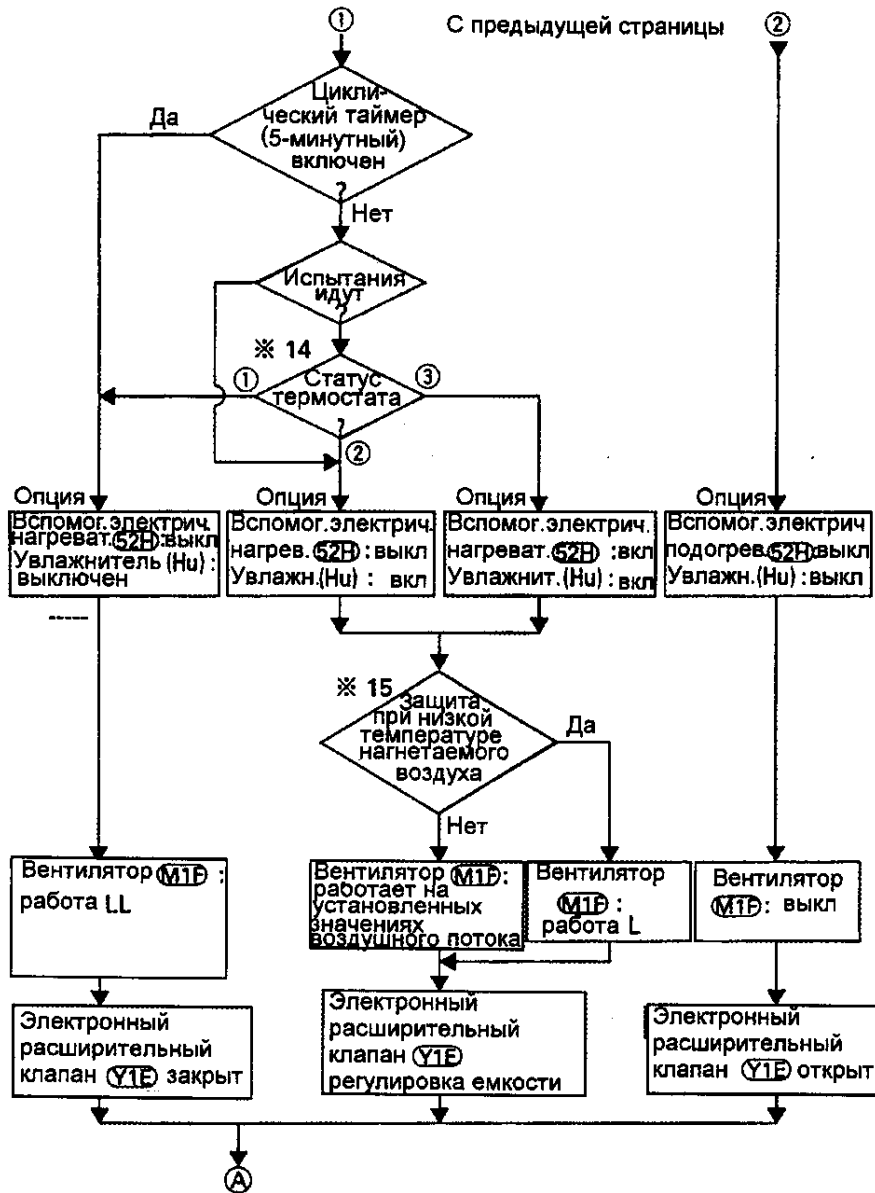 ①
С предыдущей страницы
②
Цикли-
ческий таймер
(5-минутный)
включен
?
Да
Нет
Испытания
идут
?
※ 14
①
Статус
термостата
?
③
②
Опция
Вспомог.электрич.
нагреват.(52H):выкл
Увлажнитель (Hu) :
выключен
Опция
Вспомог.электрич.
нагрев. (52H) : выкл
Увлажн.(Hu) : вкл
Опция
Вспомог.электрич.
нагреват.(52H) :вкл
Увлажнит.(Hu) : вкл
Опция
Вспомог.электрич
подогрев.(52H):выкл
Увлажн.(Hu) : выкл
※ 15
Защита
при низкой
температуре
нагнетаемого
воздуха
Да
Нет
Вентилятор (M1F) :
работа LL
Вентилятор (M1F):
работает на
установленных
значениях
воздушного потока
Вентилятор
(M1F) :
работа L
Вентилятор
(M1F): выкл
Электронный
расширительный
клапан (Y1E) закрыт
Электронный
расширительный
клапан (Y1E)
регулировка емкости
Электронный
расширительный
клапан (Y1E) открыт
Ⓐ